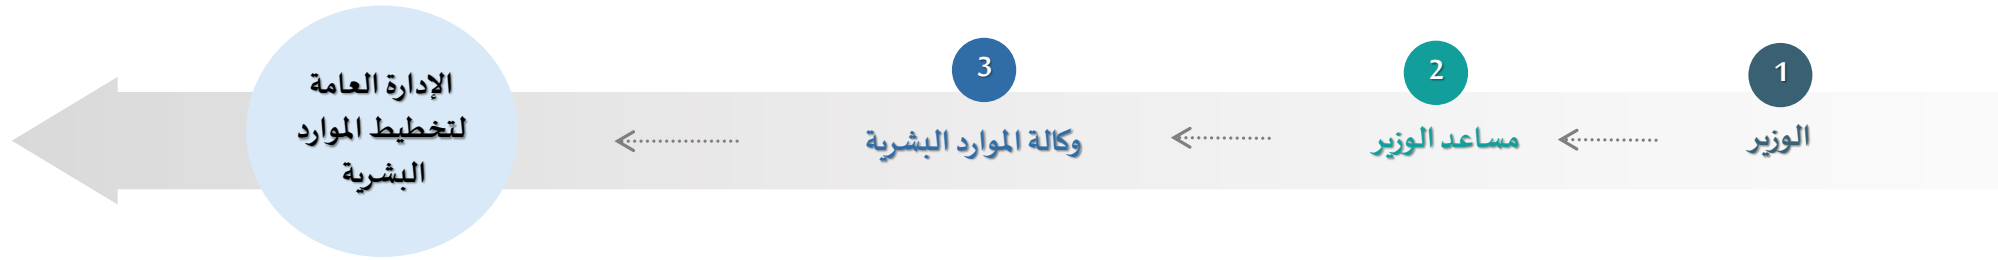 1
الوزير
2
مساعد الوزير
3
وكالة الموارد البشرية
الإدارة العامة
لتخطيط الموارد
البشرية